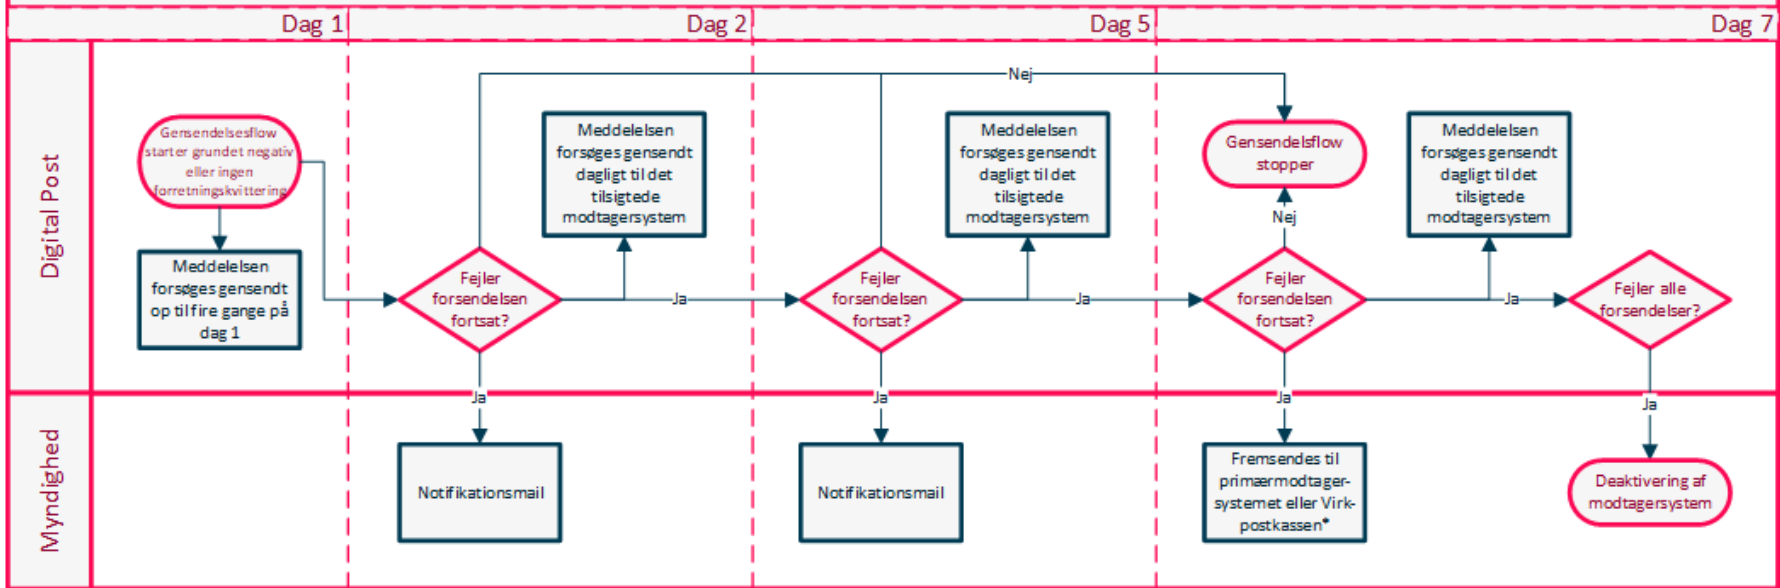 Dag 1
Dag 2
Dag 5
Dag 7
Digital Post
Gensendelsesflow
starter grundet negativ
eller ingen
forretningskvittering
Meddelelsen
forsøges gensendt
op til fire gange på
dag 1
Fejler
forsendelsen
fortsat?
Meddelelsen
forsøges gensendt
dagligt til det
tilsigtede
modtagersystem
Ja
Fejler
forsendelsen
fortsat?
Meddelelsen
forsøges gensendt
dagligt til det
tilsigtede
modtagersystem
Ja
Nej
Gensendelsflow
stopper
Nej
Fejler
forsendelsen
fortsat?
Meddelelsen
forsøges gensendt
dagligt til det
tilsigtede
modtagersystem
Ja
Fejler alle
forsendelser?
Myndighed
Ja
Notifikationsmail
Ja
Notifikationsmail
Ja
Fremsendes til
primærmodtager-
systemet eller Virk-
postkassen*
Ja
Deaktivering af
modtagersystem